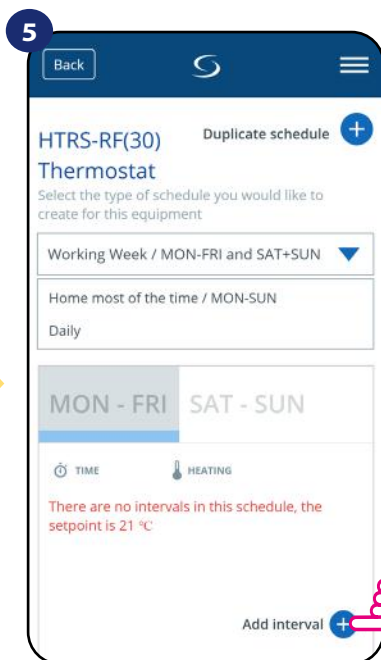 5
Back
HTRS-RF(30)
Thermostat
Duplicate schedule
Select the type of schedule you would like to
create for this equipment
Working Week / MON-FRI and SAT+SUN
Home most of the time / MON-SUN
Daily
MON - FRI SAT - SUN
TIME HEATING
There are no intervals in this schedule, the
setpoint is 21 °C
Add interval